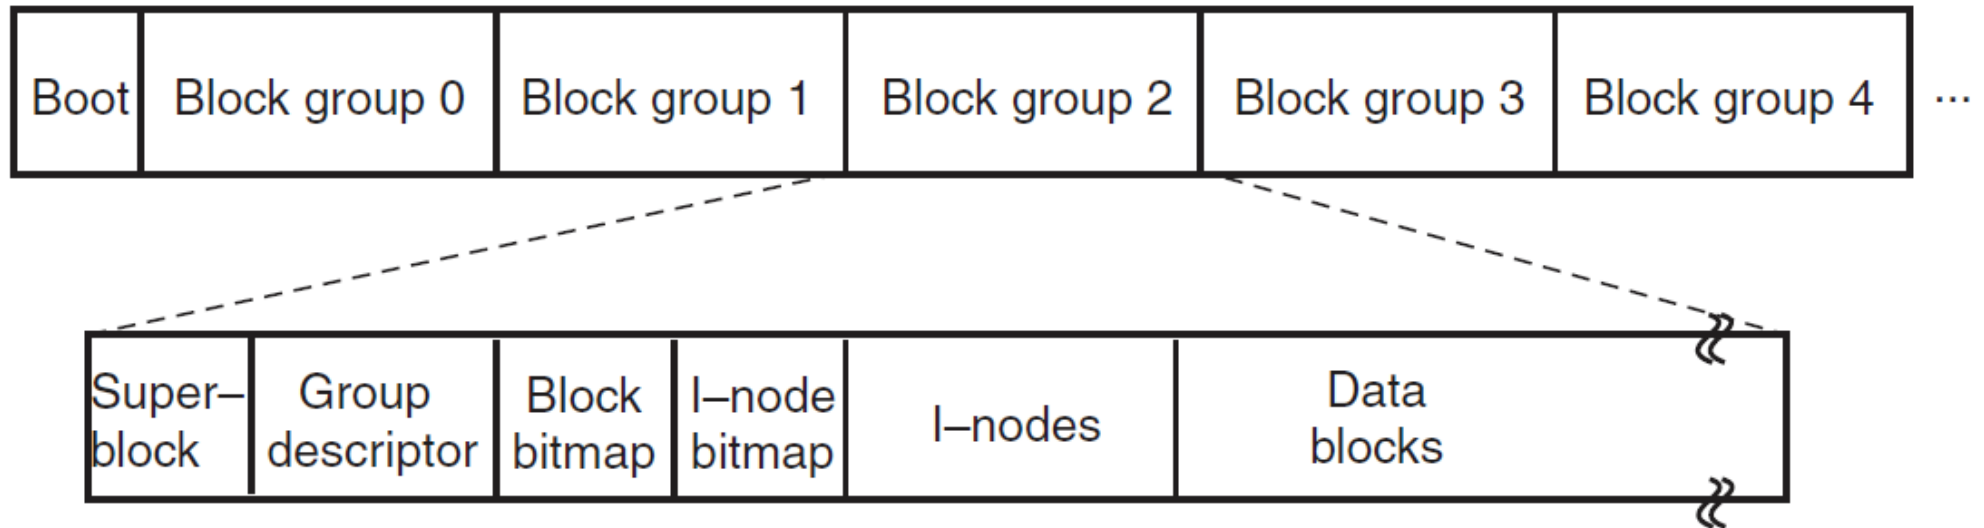 Boot Block group 0 Block group 1 Block group 2 Block group 3 Block group 4 ...
Super–
block
Group
descriptor
Block
bitmap
I–node
bitmap
I–nodes
Data
blocks